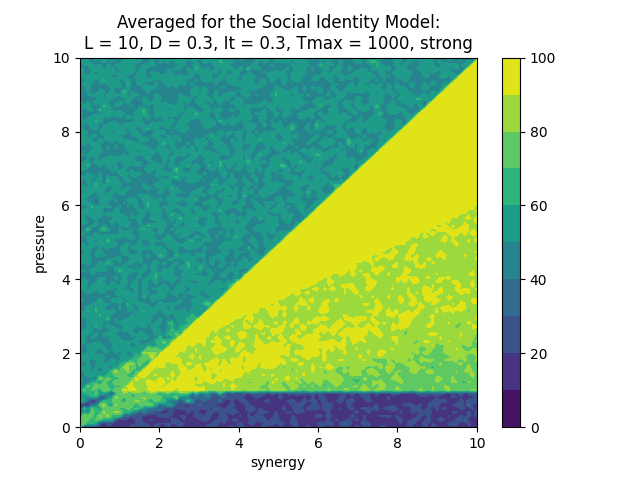 Averaged for the Social Identity Model:
L = 10, D = 0.3, It = 0.3, Tmax = 1000, strong
10
8
6
4
2
0
pressure
0 2 4 6 8 10
synergy
100
80
60
40
20
0